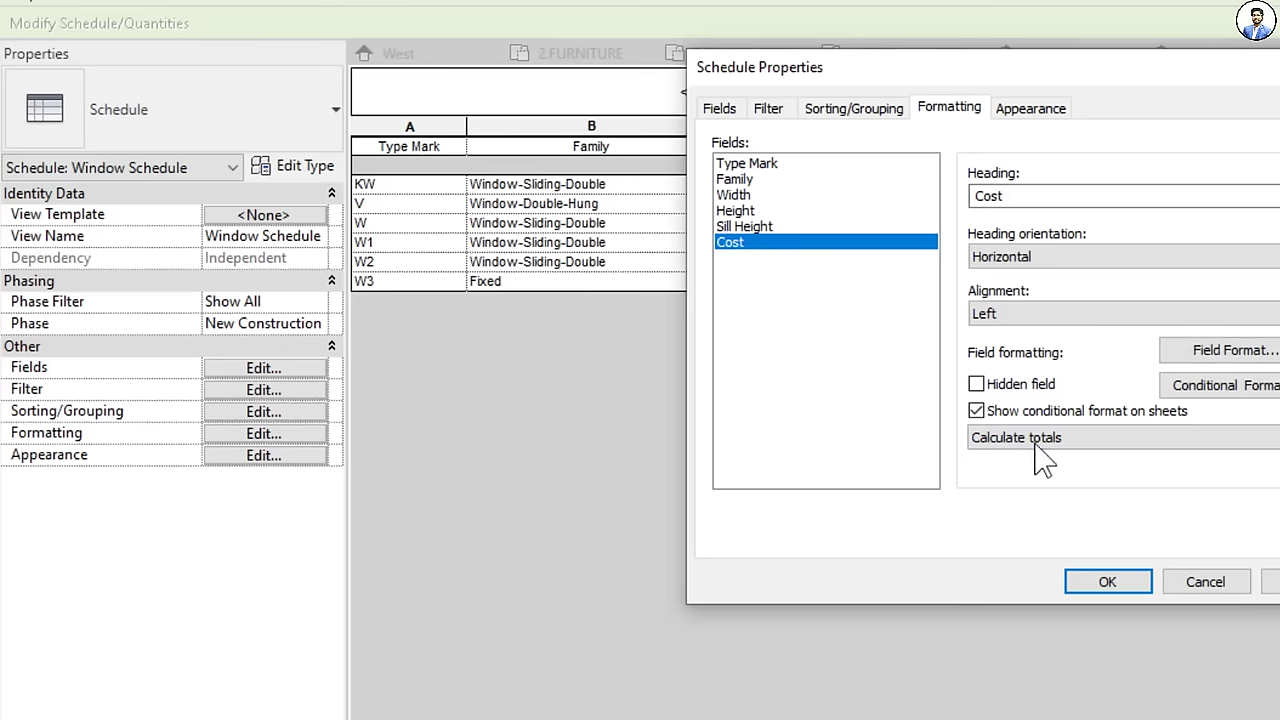 Modify Schedule/Quantities
Properties
Schedule
Schedule: Window Schedule
Edit Type
Identity Data
View Template
<None>
View Name
Window Schedule
Dependency
Independent
Phasing
Phase Filter
Show All
Phase
New Construction
Other
Fields
Edit...
Filter
Edit...
Sorting/Grouping
Edit...
Formatting
Edit...
Appearance
Edit...
West
2.FURNITURE
<
A B
Type Mark Family
KW Window-Sliding-Double
V Window-Double-Hung
W Window-Sliding-Double
W1 Window-Sliding-Double
W2 Window-Sliding-Double
W3 Fixed
Schedule Properties
Fields Filter Sorting/Grouping Formatting Appearance
Fields:
Type Mark
Family
Width
Height
Sill Height
Cost
Heading:
Cost
Heading orientation:
Horizontal
Alignment:
Left
Field formatting:
Field Format...
Hidden field
Conditional Forma
Show conditional format on sheets
Calculate totals
OK
Cancel